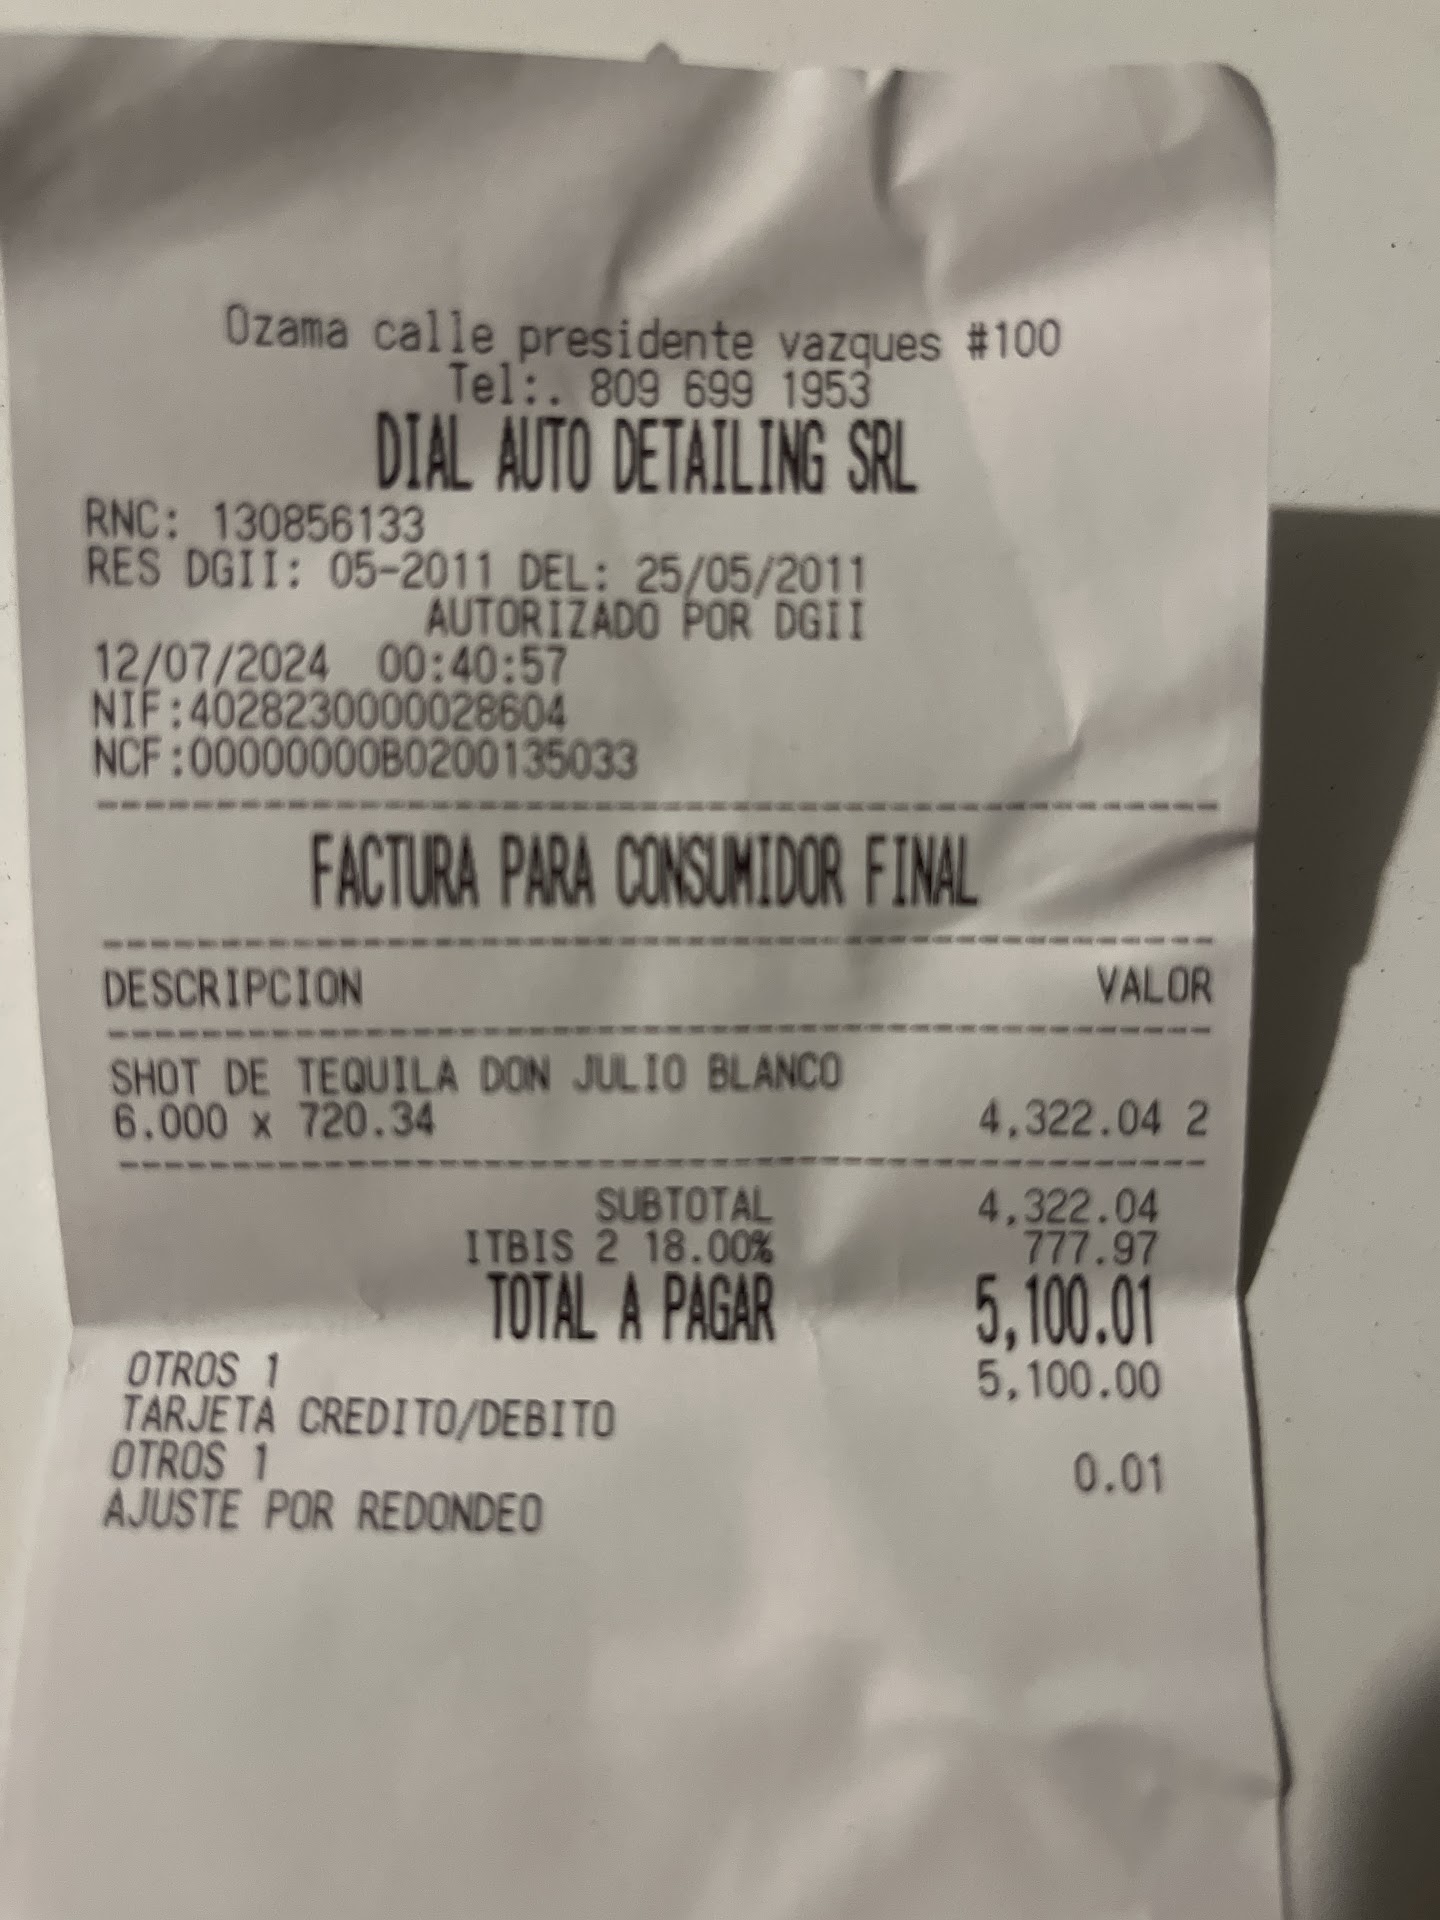 Ozama calle presidente vazques #100
Tel:. 809 699 1953
DIAL AUTO DETAILING SRL
RNC: 130856133
RES DGII: 05-2011 DEL: 25/05/2011
AUTORIZADO POR DGII
12/07/2024 00:40:57
NIF:4028230000028604
NCF:00000000B0200135033
FACTURA PARA CONSUMIDOR FINAL
DESCRIPCION VALOR
SHOT DE TEQUILA DON JULIO BLANCO
6.000 x 720.34 4,322.04 2
SUBTOTAL 4,322.04
ITBIS 2 18.00% 777.97
TOTAL A PAGAR 5,100.01
OTROS 1 5,100.00
TARJETA CREDITO/DEBITO
OTROS 1 0.01
AJUSTE POR REDONDEO